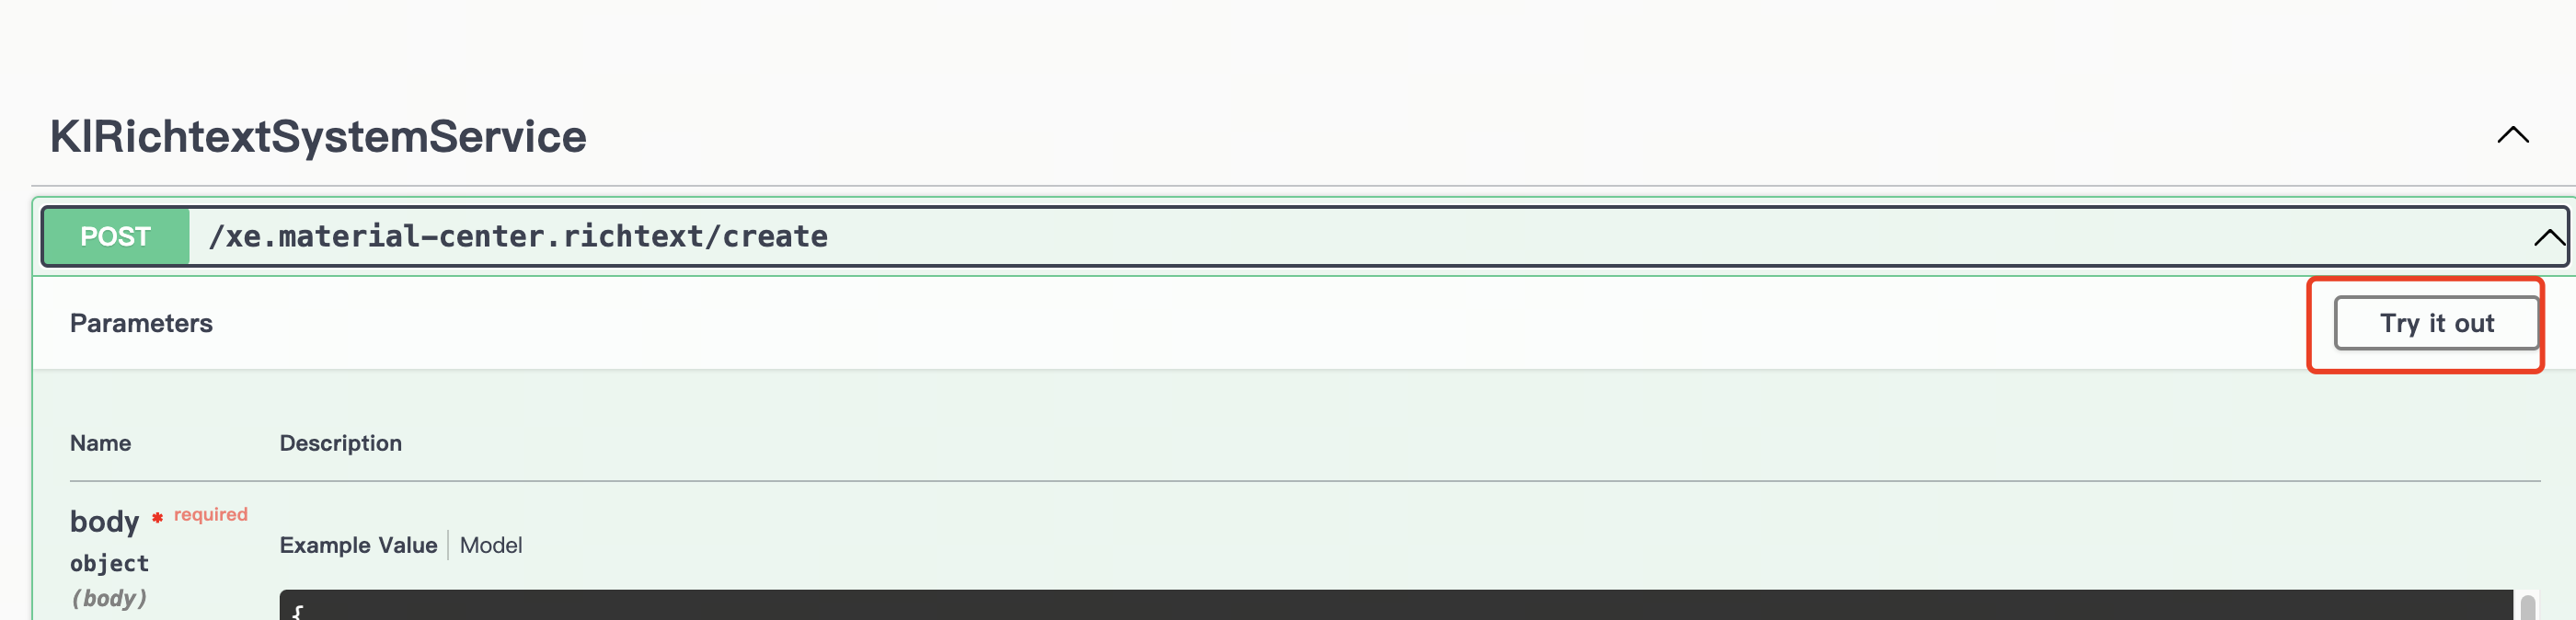 KlRichtextSystemService
POST /xe.material-center.richtext/create
Parameters
Try it out
Name Description
body * required
object
(body)
Example Value Model
{